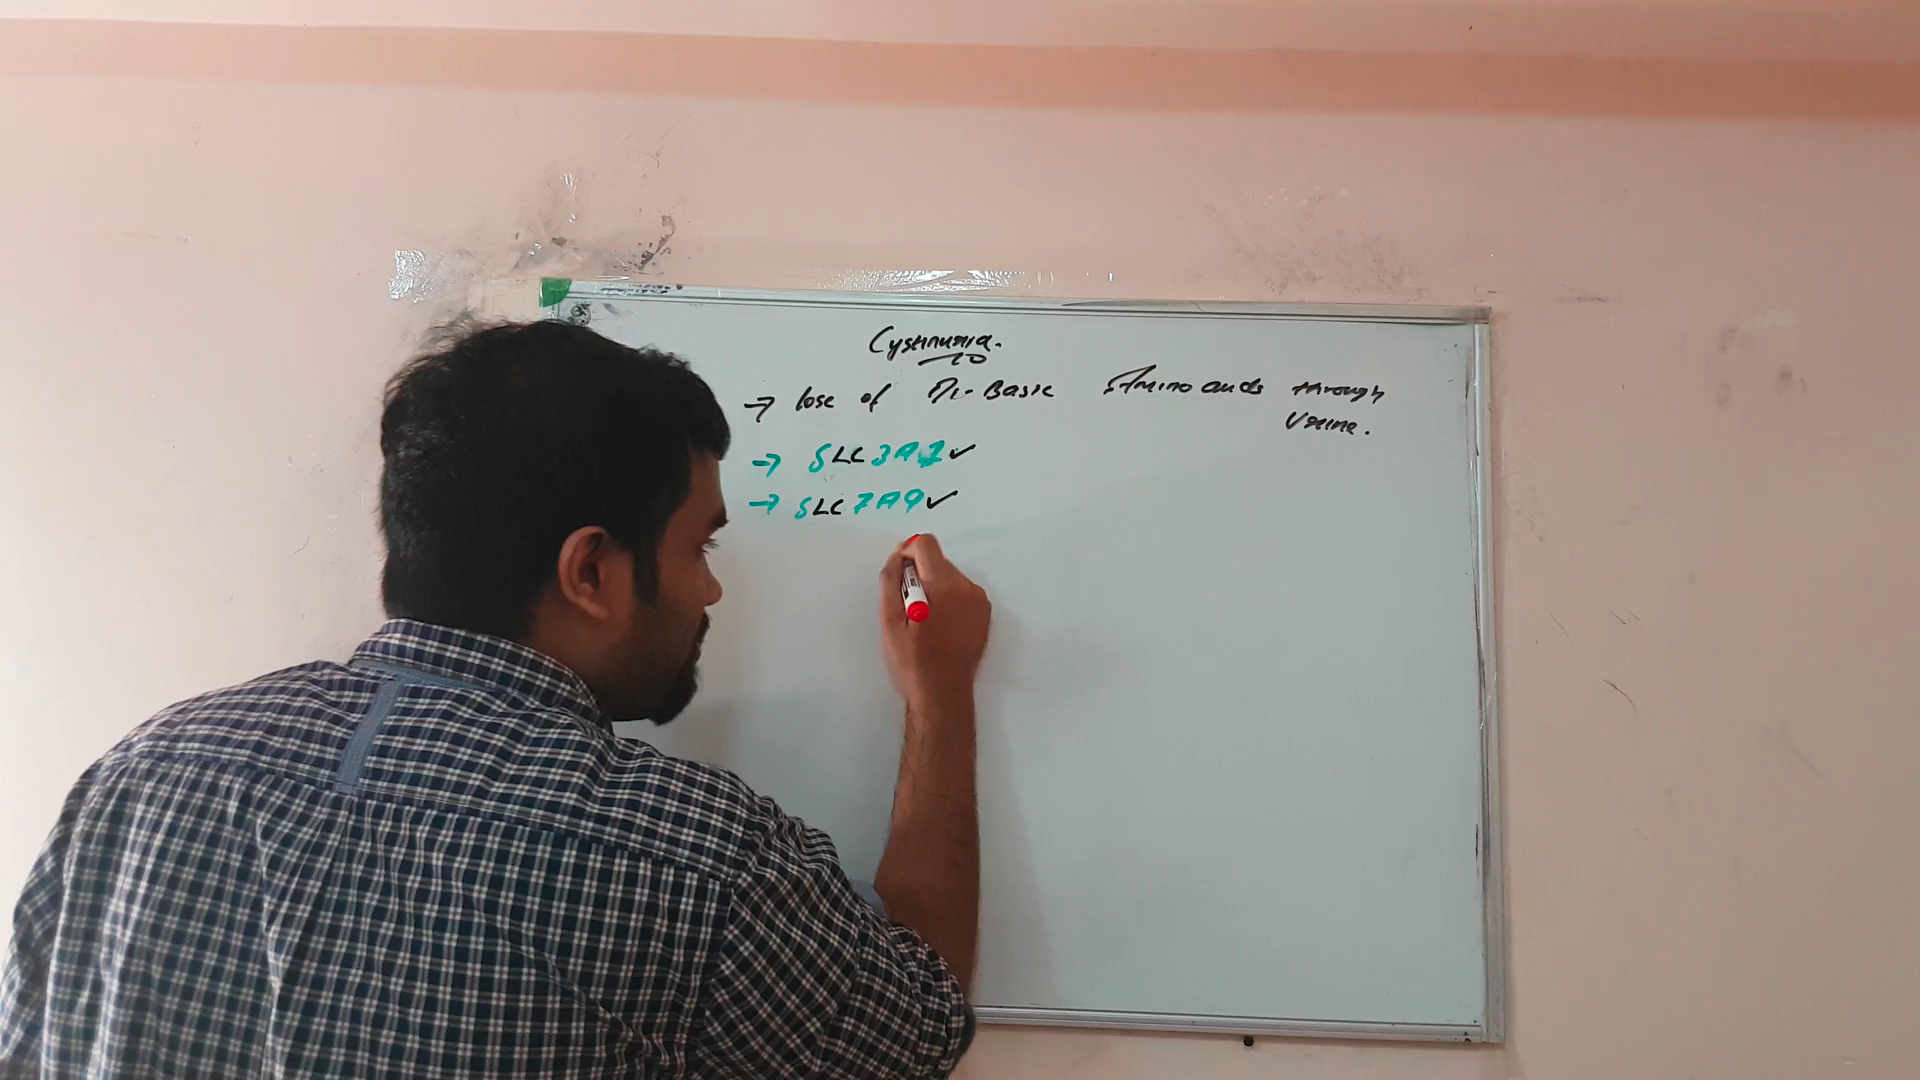 Cystinuria.
→ lose of Di-Basic Amino acids through
Urine.
→ SLC3A1✓
→ SLC7A9✓